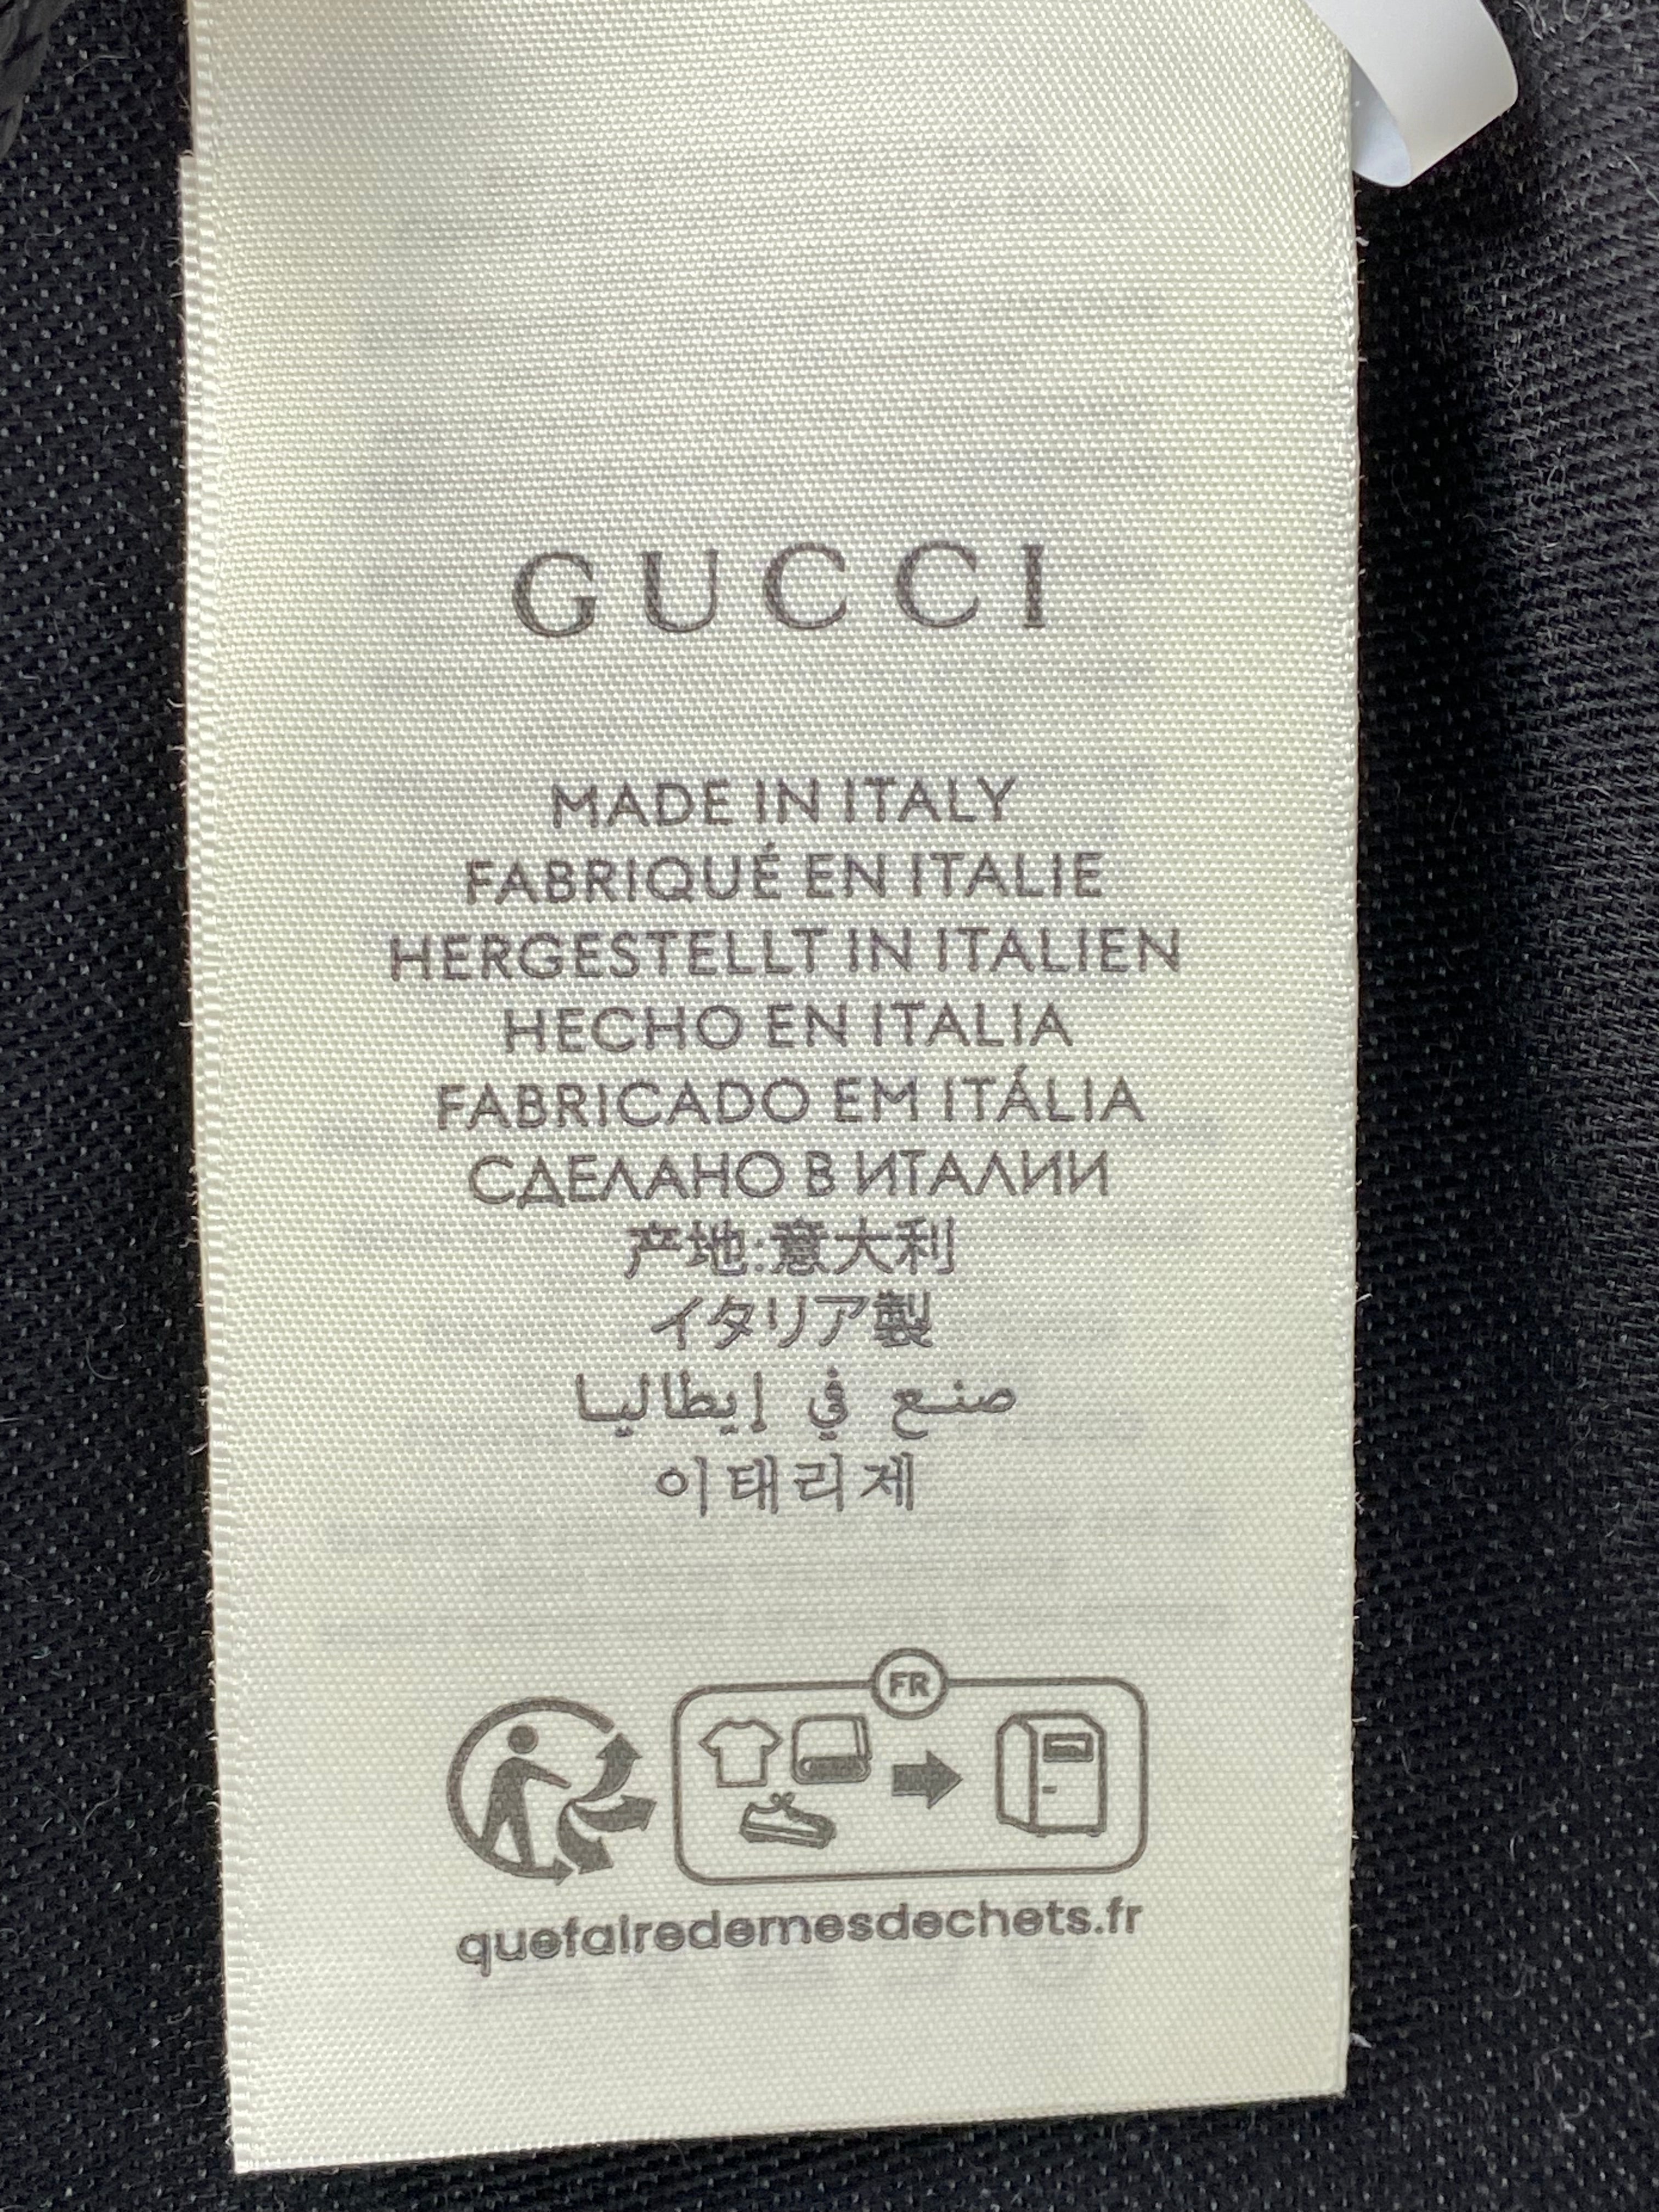 GUCCI
MADE IN ITALY
FABRIQUÉ EN ITALIE
HERGESTELLT IN ITALIEN
HECHO EN ITALIA
FABRICADO EM ITÁLIA
СДЕЛАНО В ИТАЛИИ
产地:意大利
イタリア製
صنع في إيطاليا
이태리제
FR
quefairedemesdechets.fr